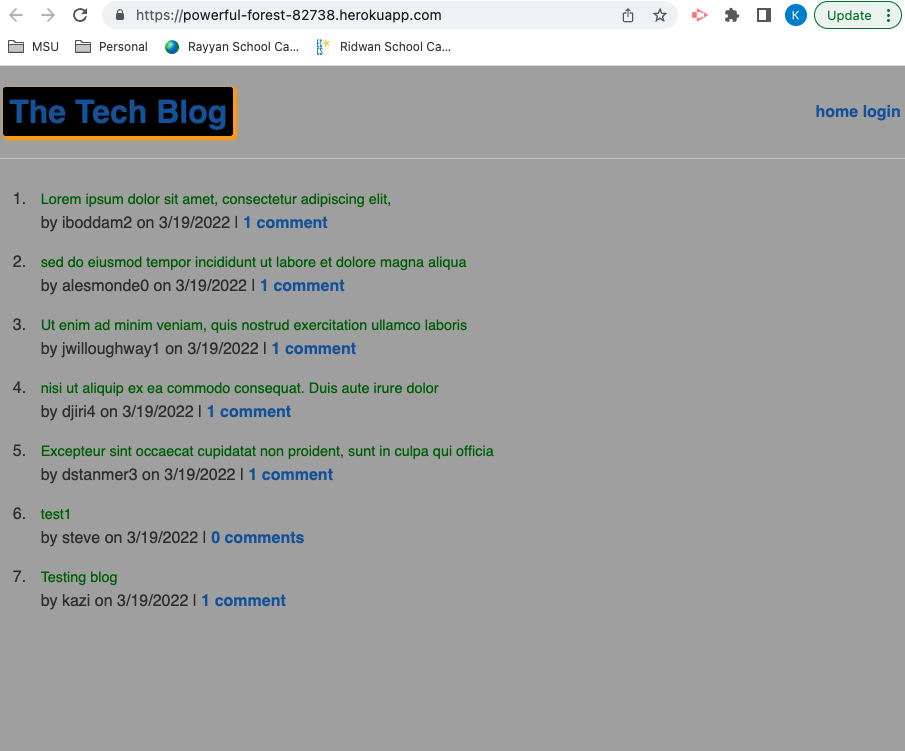 https://powerful-forest-82738.herokuapp.com
K
Update
MSU
Personal
Rayyan School Ca...
Ridwan School Ca...
The Tech Blog
home login
1. Lorem ipsum dolor sit amet, consectetur adipiscing elit,
by iboddam2 on 3/19/2022 | 1 comment
2. sed do eiusmod tempor incididunt ut labore et dolore magna aliqua
by alesmonde0 on 3/19/2022 | 1 comment
3. Ut enim ad minim veniam, quis nostrud exercitation ullamco laboris
by jwilloughway1 on 3/19/2022 | 1 comment
4. nisi ut aliquip ex ea commodo consequat. Duis aute irure dolor
by djiri4 on 3/19/2022 | 1 comment
5. Excepteur sint occaecat cupidatat non proident, sunt in culpa qui officia
by dstanmer3 on 3/19/2022 | 1 comment
6. test1
by steve on 3/19/2022 | 0 comments
7. Testing blog
by kazi on 3/19/2022 | 1 comment